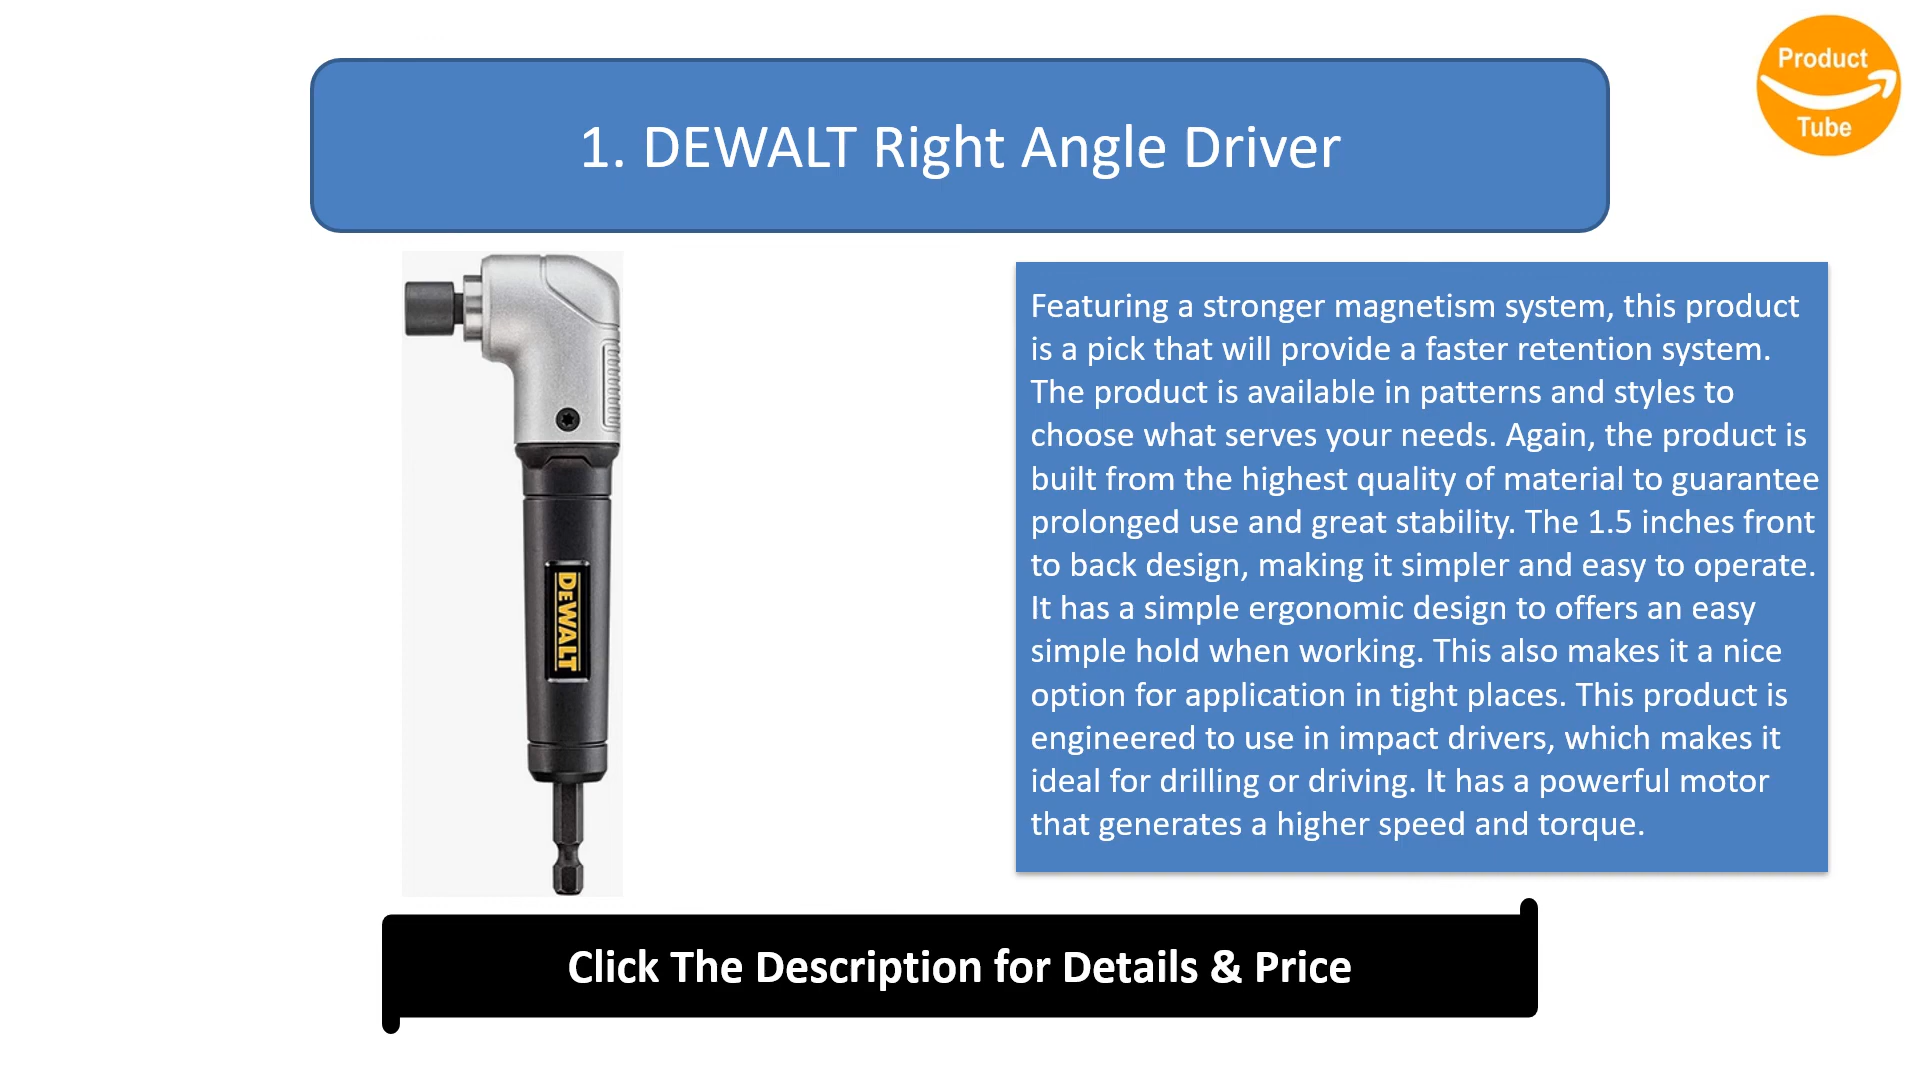 Product
Tube
1. DEWALT Right Angle Driver
DEWALT
Featuring a stronger magnetism system, this product
is a pick that will provide a faster retention system.
The product is available in patterns and styles to
choose what serves your needs. Again, the product is
built from the highest quality of material to guarantee
prolonged use and great stability. The 1.5 inches front
to back design, making it simpler and easy to operate.
It has a simple ergonomic design to offers an easy
simple hold when working. This also makes it a nice
option for application in tight places. This product is
engineered to use in impact drivers, which makes it
ideal for drilling or driving. It has a powerful motor
that generates a higher speed and torque.
Click The Description for Details & Price